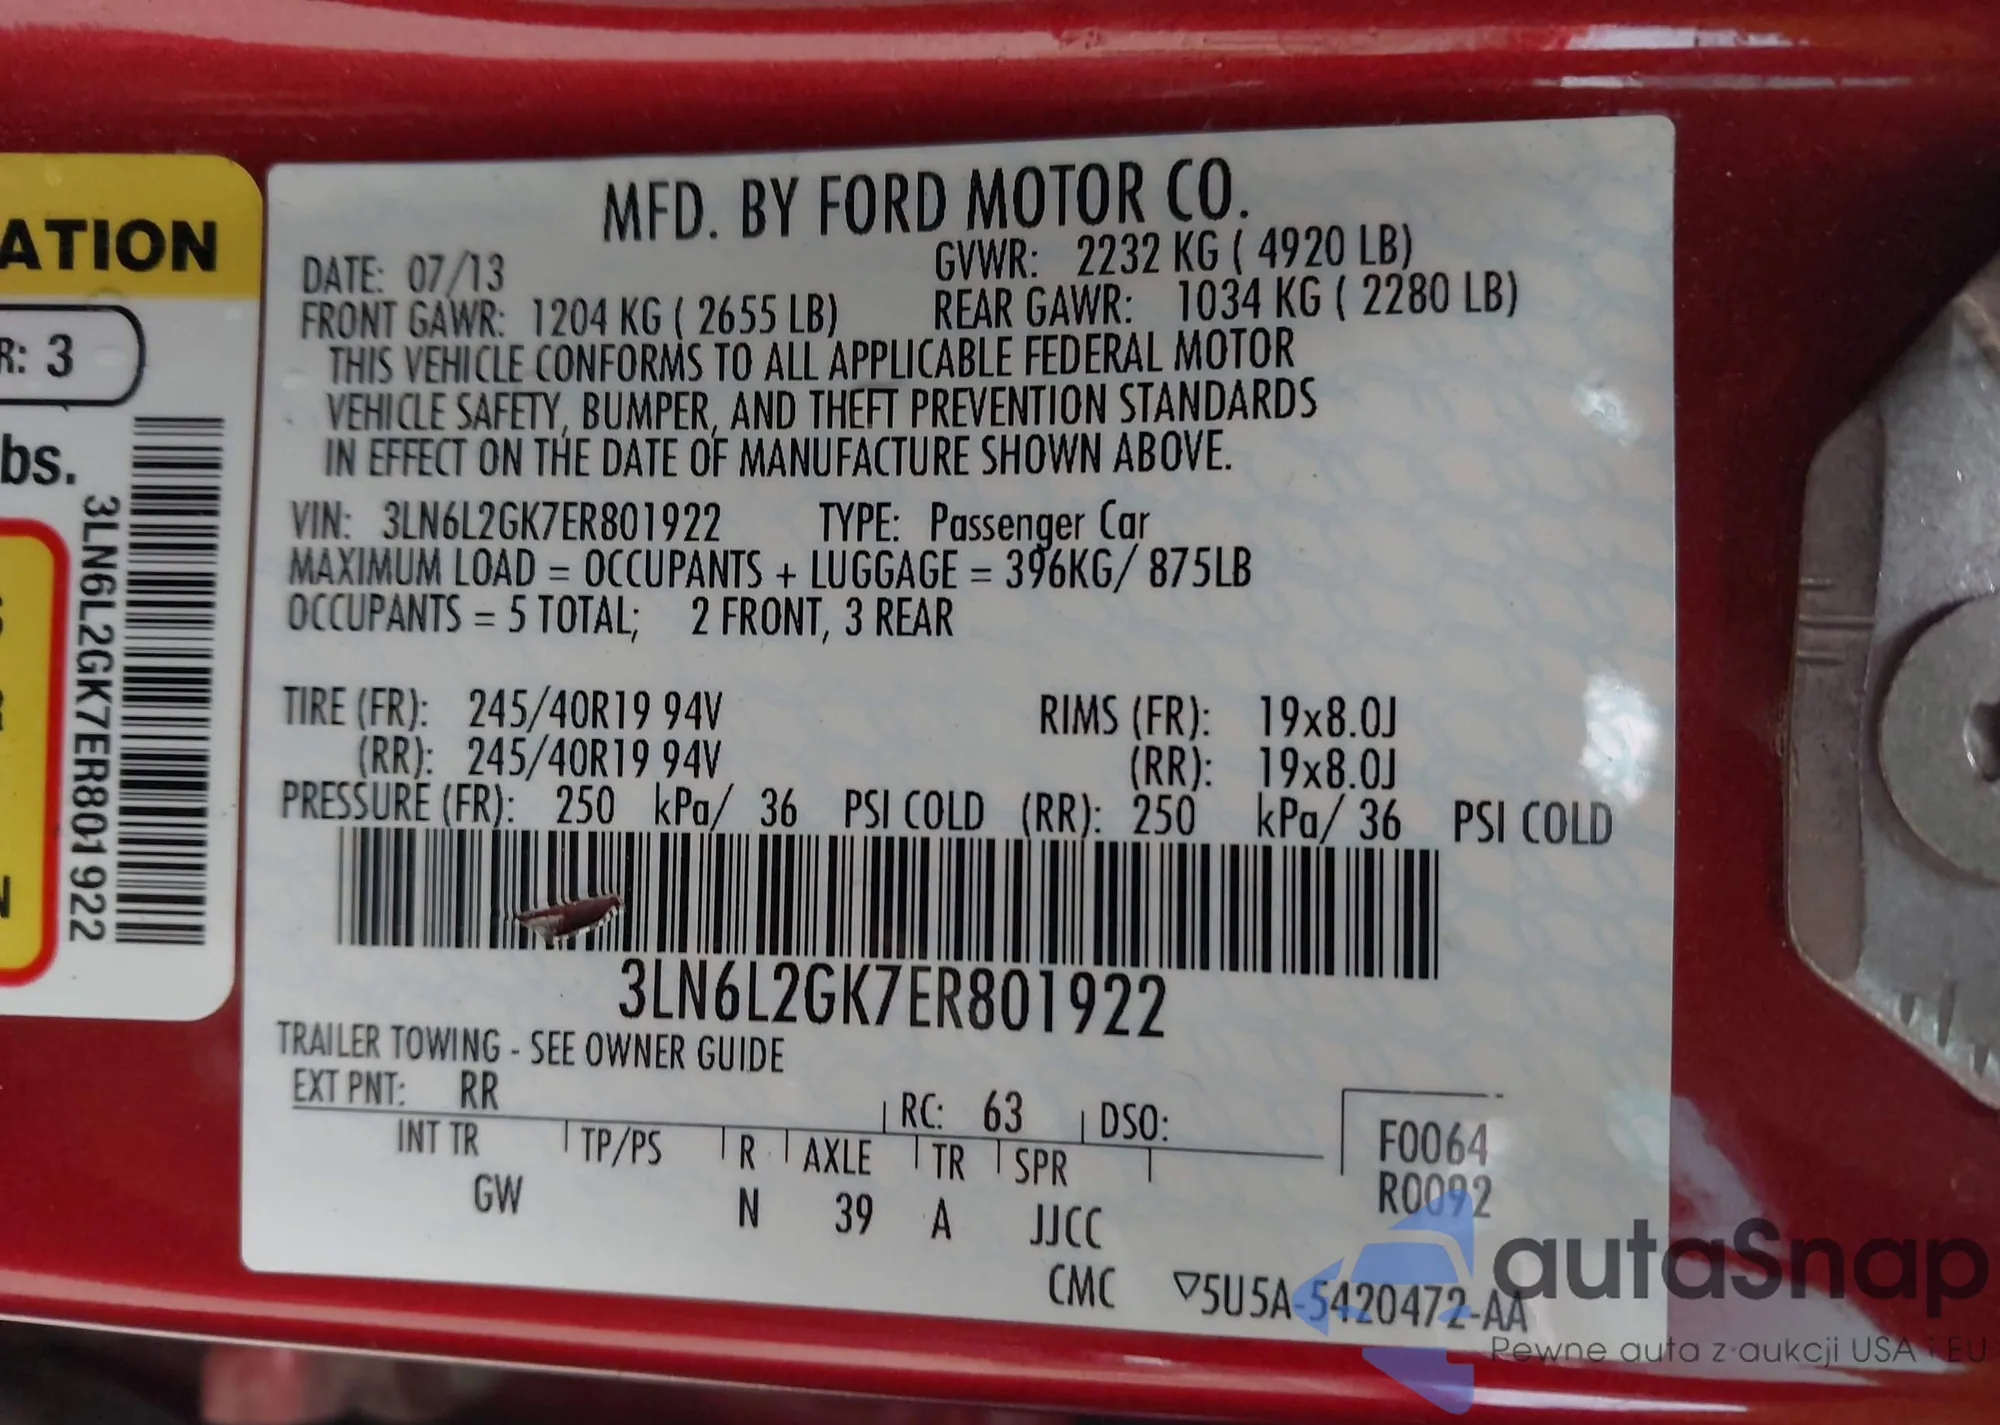 ATION
R: 3
bs.
3LN6L2GK7ER801922
MFD. BY FORD MOTOR CO.
DATE: 07/13 GVWR: 2232 KG ( 4920 LB)
FRONT GAWR: 1204 KG ( 2655 LB) REAR GAWR: 1034 KG ( 2280 LB)
THIS VEHICLE CONFORMS TO ALL APPLICABLE FEDERAL MOTOR
VEHICLE SAFETY, BUMPER, AND THEFT PREVENTION STANDARDS
IN EFFECT ON THE DATE OF MANUFACTURE SHOWN ABOVE.
VIN: 3LN6L2GK7ER801922 TYPE: Passenger Car
MAXIMUM LOAD = OCCUPANTS + LUGGAGE = 396KG/ 875LB
OCCUPANTS = 5 TOTAL; 2 FRONT, 3 REAR
TIRE (FR): 245/40R19 94V RIMS (FR): 19x8.0J
(RR): 245/40R19 94V (RR): 19x8.0J
PRESSURE (FR): 250 kPa/ 36 PSI COLD (RR): 250 kPa/ 36 PSI COLD
3LN6L2GK7ER801922
TRAILER TOWING - SEE OWNER GUIDE
EXT PNT: RR RC: 63 DSO:
INT TR TP/PS R AXLE TR SPR F0064
GW N 39 A JJCC R0092
CMC ▽5U5A-5420472-AA
autaSnap
Pewne auta z aukcji USA i EU